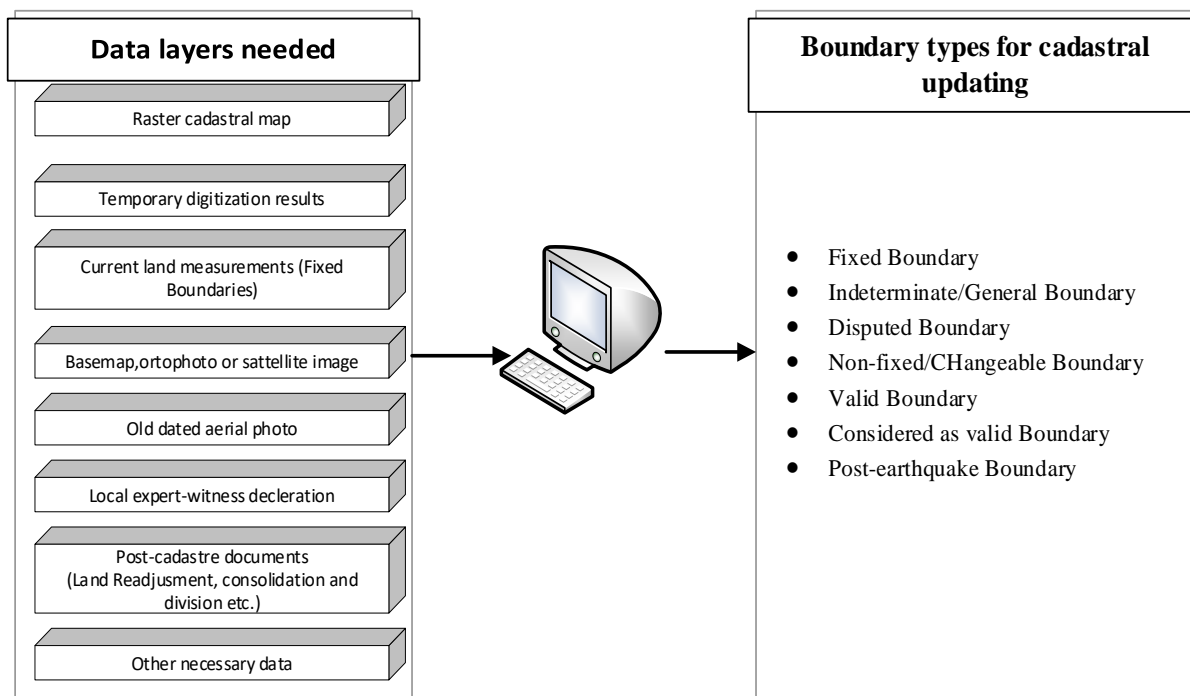 Data layers needed
Raster cadastral map
Temporary digitization results
Current land measurements (Fixed
Boundaries)
Basemap,ortophoto or sattellite image
Old dated aerial photo
Local expert-witness decleration
Post-cadastre documents
(Land Readjusment, consolidation and
division etc.)
Other necessary data
Boundary types for cadastral
updating
• Fixed Boundary
• Indeterminate/General Boundary
• Disputed Boundary
• Non-fixed/CHangeable Boundary
• Valid Boundary
• Considered as valid Boundary
• Post-earthquake Boundary